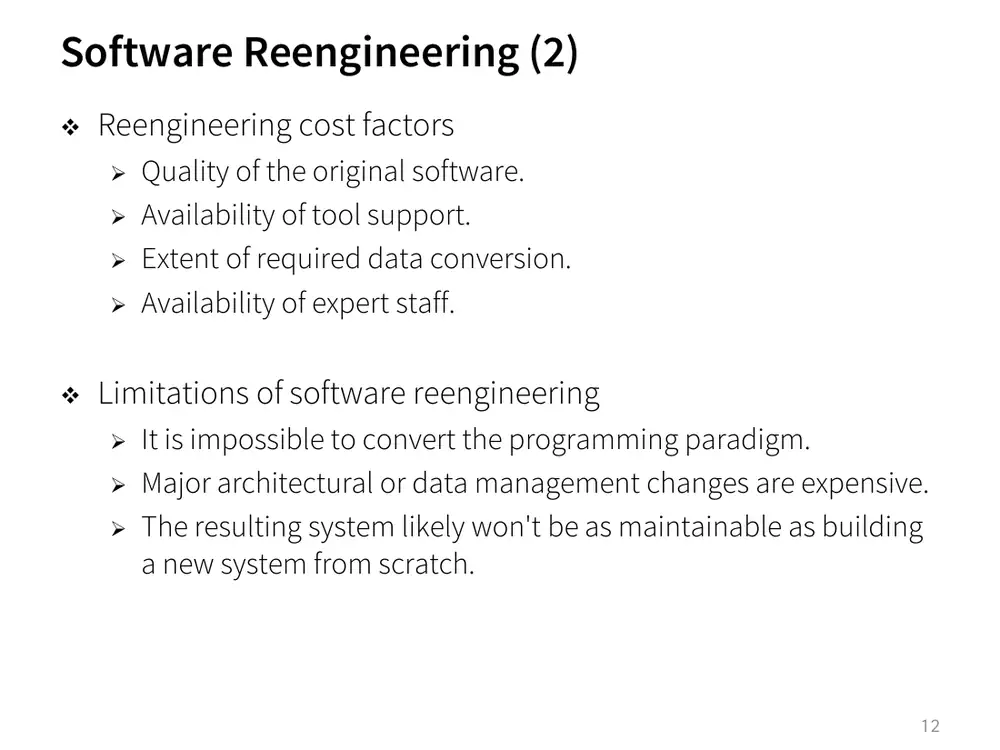 Software Reengineering (2)
❖ Reengineering cost factors
➢ Quality of the original software.
➢ Availability of tool support.
➢ Extent of required data conversion.
➢ Availability of expert staff.
❖ Limitations of software reengineering
➢ It is impossible to convert the programming paradigm.
➢ Major architectural or data management changes are expensive.
➢ The resulting system likely won't be as maintainable as building
a new system from scratch.
12